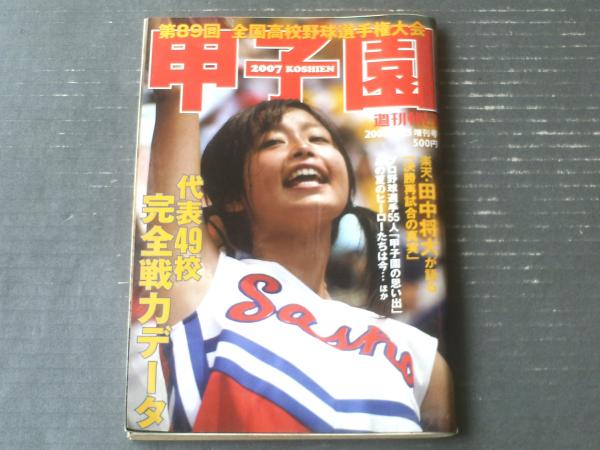 第89回 全国高校野球選手権大会
甲子園
2007 KOSHIEN
週刊
増刊号
500円
楽天・田中将大が語る
「決勝再試合の真実」
プロ野球選手55人「甲子園の思い出」
あの夏のヒーローたちは今…ほか
代表49校
完全戦力データ
Sasho